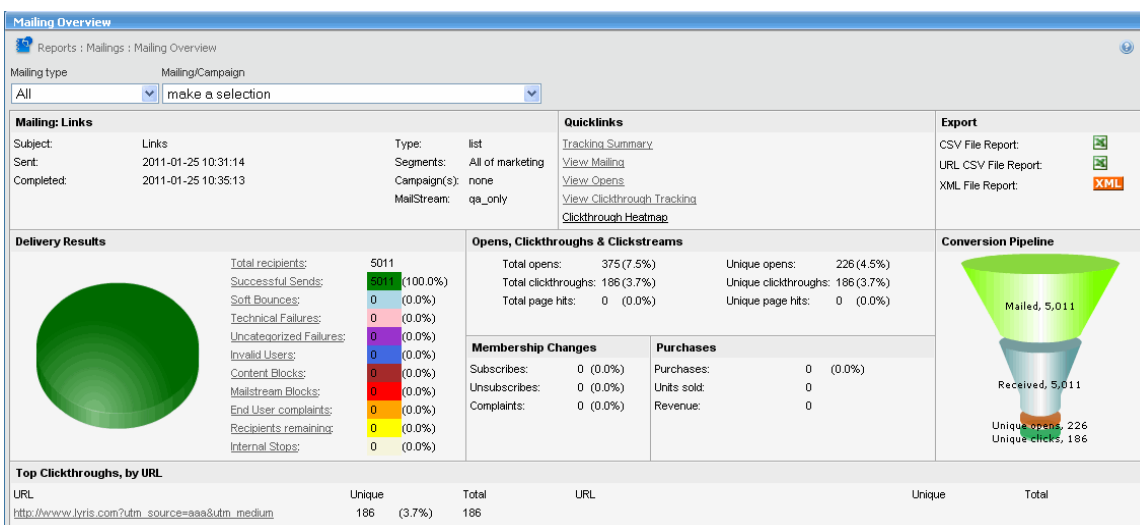 Mailing Overview
Reports : Mailings : Mailing Overview
Mailing type Mailing/Campaign
All make a selection
Mailing: Links
Subject: Links
Sent: 2011-01-25 10:31:14
Completed: 2011-01-25 10:35:13
Type: list
Segments: All of marketing
Campaign(s): none
MailStream: qa_only
Quicklinks
Tracking Summary
View Mailing
View Opens
View Clickthrough Tracking
Clickthrough Heatmap
Export
CSV File Report:
URL CSV File Report:
XML File Report: XML
Delivery Results
Total recipients: 5011
Successful Sends: 5011 (100.0%)
Soft Bounces: 0 (0.0%)
Technical Failures: 0 (0.0%)
Uncategorized Failures: 0 (0.0%)
Invalid Users: 0 (0.0%)
Content Blocks: 0 (0.0%)
Mailstream Blocks: 0 (0.0%)
End User complaints: 0 (0.0%)
Recipients remaining: 0 (0.0%)
Internal Stops: 0 (0.0%)
Opens, Clickthroughs & Clickstreams
Total opens: 375 (7.5%) Unique opens: 226 (4.5%)
Total clickthroughs: 186 (3.7%) Unique clickthroughs: 186 (3.7%)
Total page hits: 0 (0.0%) Unique page hits: 0 (0.0%)
Membership Changes
Subscribes: 0 (0.0%)
Unsubscribes: 0 (0.0%)
Complaints: 0 (0.0%)
Purchases
Purchases: 0 (0.0%)
Units sold: 0
Revenue: 0
Conversion Pipeline
Mailed, 5,011
Received, 5,011
Unique opens, 226
Unique clicks, 186
Top Clickthroughs, by URL
URL Unique Total URL Unique Total
http://www.lyris.com?utm_source=aaa&utm_medium 186 (3.7%) 186